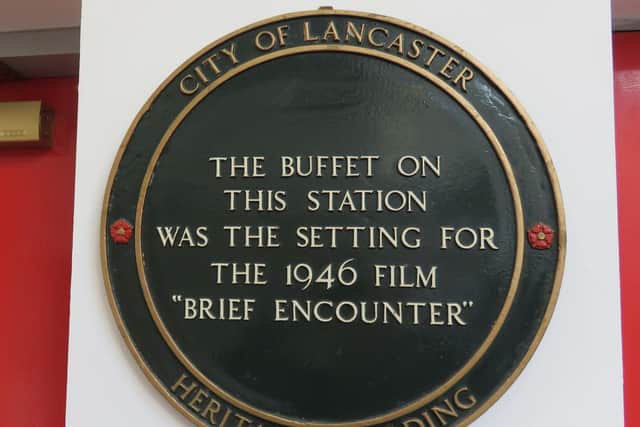 CITY OF LANCASTER
THE BUFFET ON
THIS STATION
WAS THE SETTING FOR
THE 1946 FILM
"BRIEF ENCOUNTER"